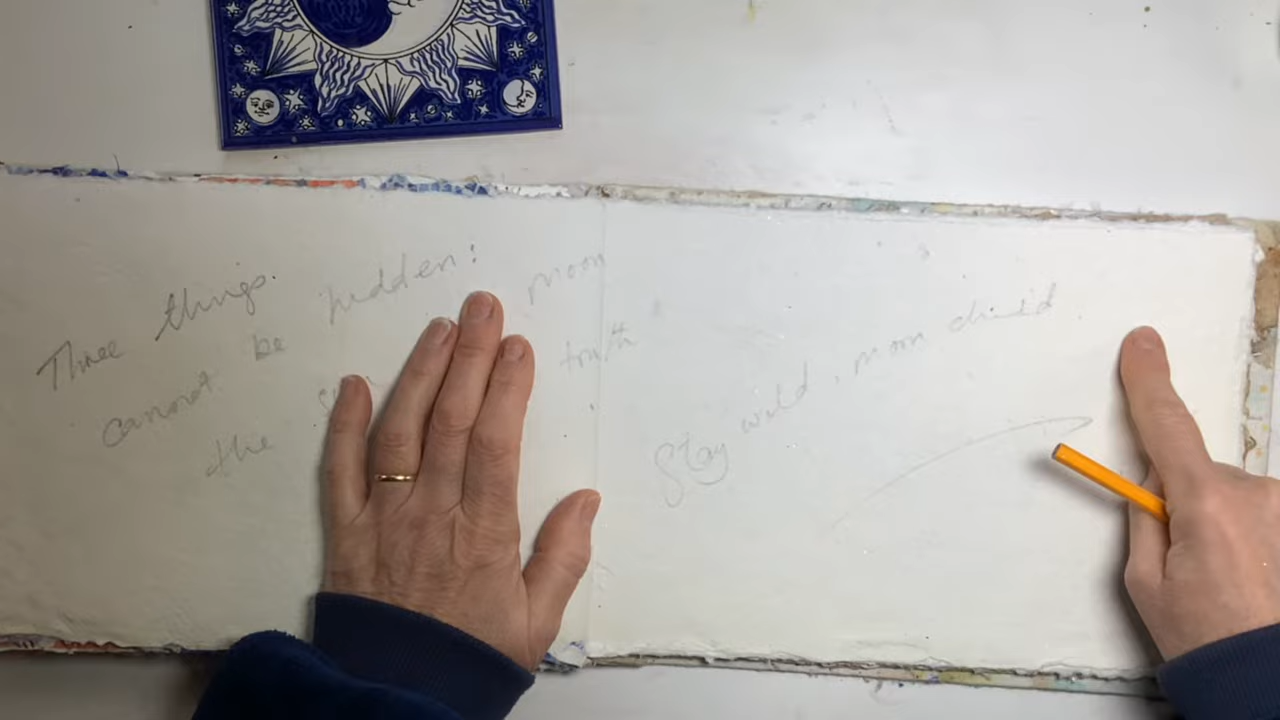 Three things
cannot be hidden:
the moon
truth
Stay wild, moon child